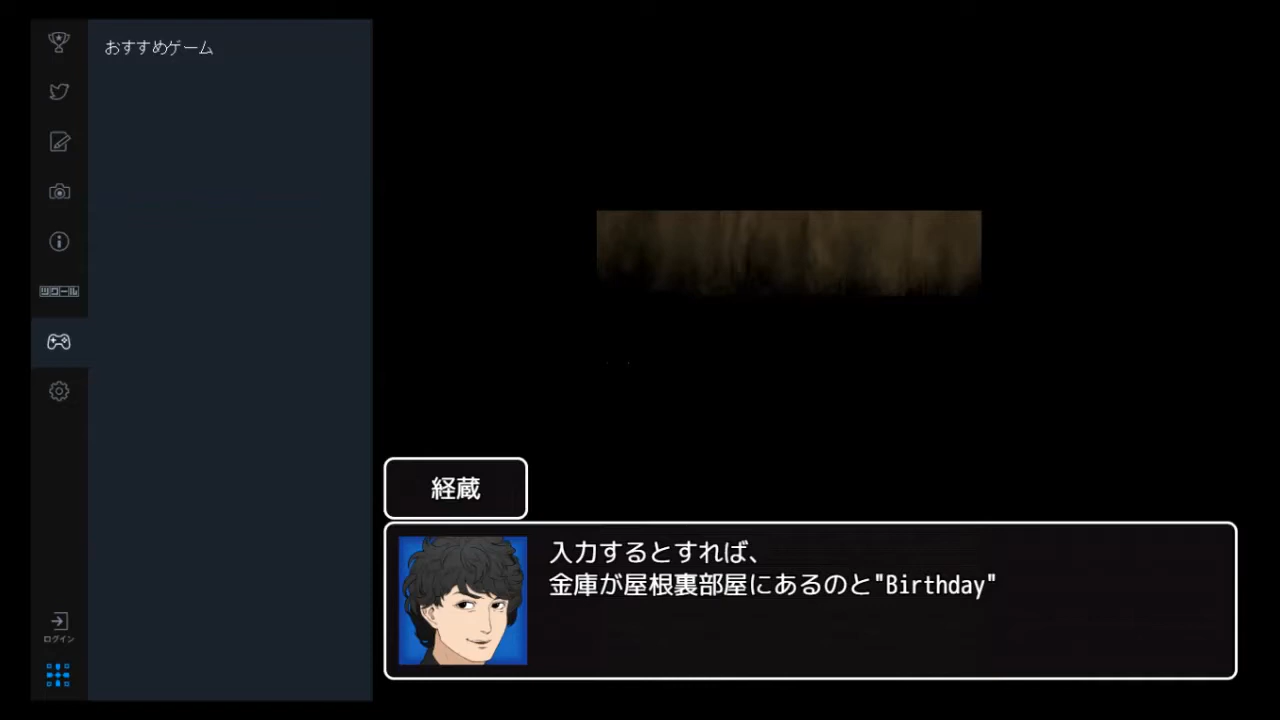 おすすめゲーム
ツクール
ログイン
経蔵
入力するとすれば、
金庫が屋根裏部屋にあるのと"Birthday"